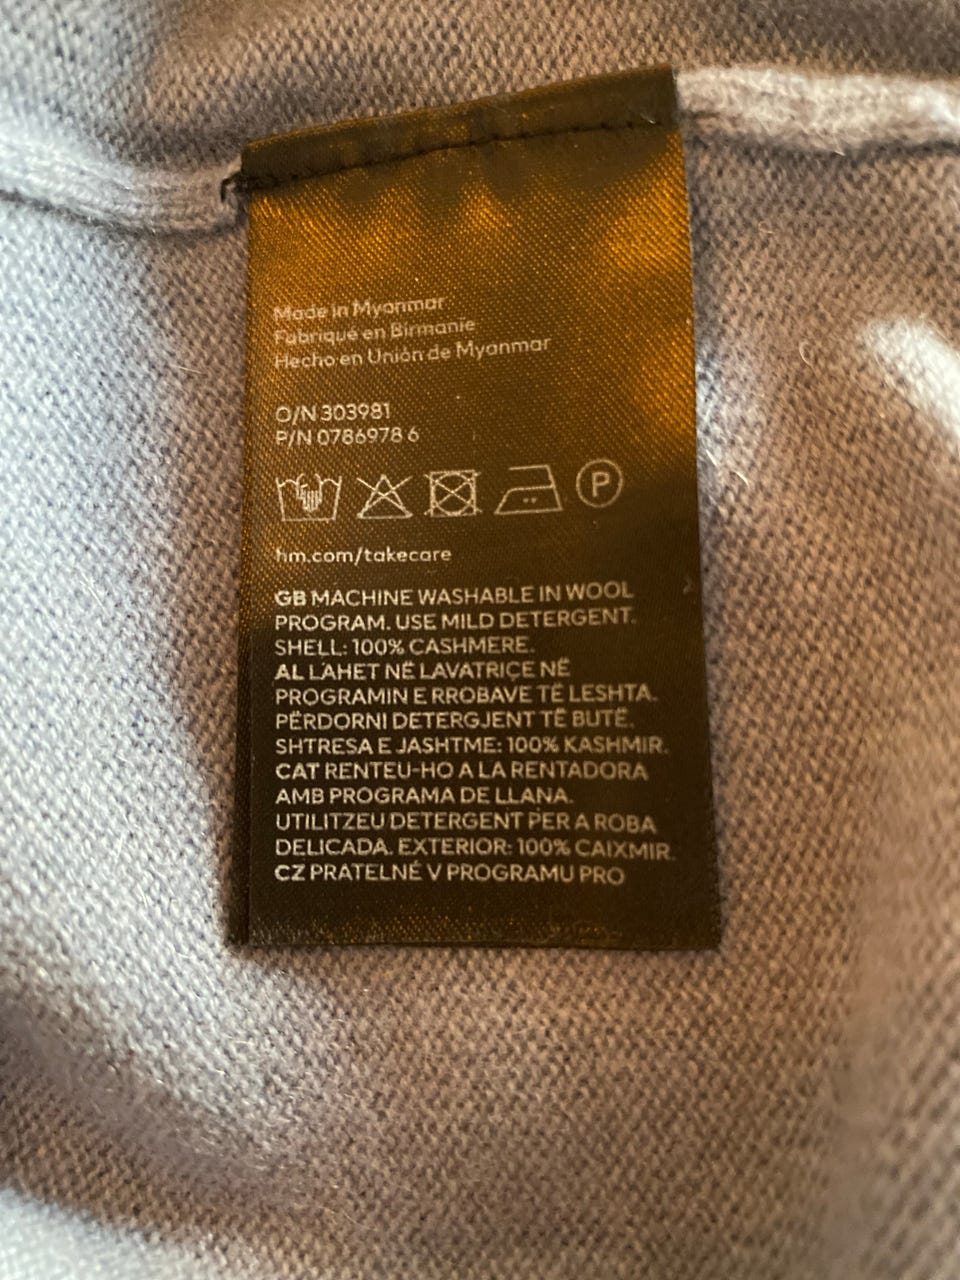 Made in Myanmar
Fabriqué en Birmanie
Hecho en Unión de Myanmar
O/N 303981
P/N 0786978 6
P
hm.com/takecare
GB MACHINE WASHABLE IN WOOL
PROGRAM. USE MILD DETERGENT.
SHELL: 100% CASHMERE.
AL LAHET NË LAVATRIÇE NË
PROGRAMIN E RROBAVE TË LESHTA.
PËRDORNI DETERGJENT TË BUTË.
SHTRESA E JASHTME: 100% KASHMIR.
CAT RENTEU-HO A LA RENTADORA
AMB PROGRAMA DE LLANA.
UTILITZEU DETERGENT PER A ROBA
DELICADA. EXTERIOR: 100% CAIXMIR.
CZ PRATELNÉ V PROGRAMU PRO